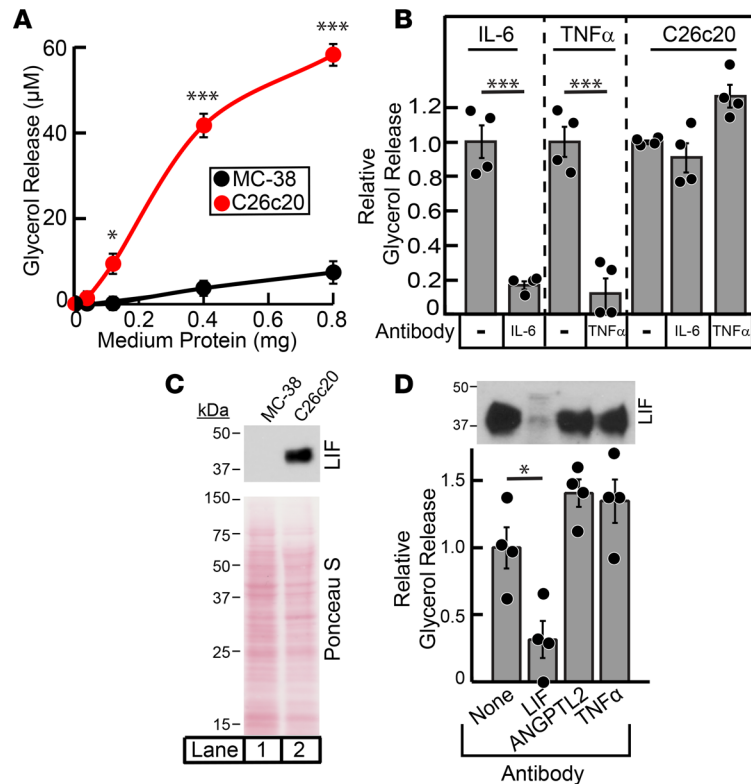 A
Glycerol Release (μM)
60
40
20
0
***
***
*
MC-38
C26c20
0.0
0.2
0.4
0.6
0.8
Medium Protein (mg)
B
IL-6
TNFα
C26c20
***
***
Relative
Glycerol Release
1.2
1.0
0.8
0.6
0.4
0.2
0
Antibody
-
IL-6
-
TNFα
-
IL-6
TNFα
C
kDa
MC-38
C26c20
50
37
LIF
150
75
50
37
25
15
Ponceau S
Lane
1
2
D
50
37
LIF
*
Relative
Glycerol Release
1.5
1.0
0.5
0
None
LIF
ANGPTL2
TNFα
Antibody